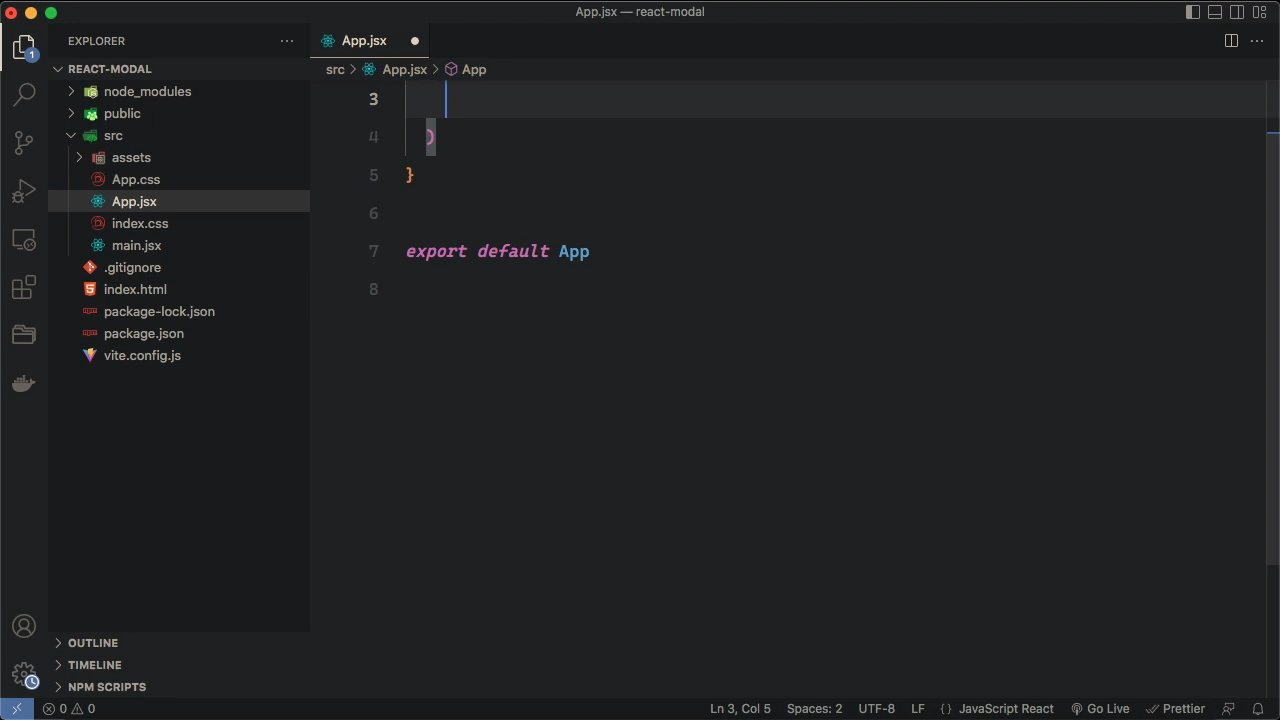 App.jsx — react-modal
EXPLORER
App.jsx
REACT-MODAL
src > App.jsx > App
node_modules
public
src
assets
App.css
App.jsx
index.css
main.jsx
.gitignore
index.html
package-lock.json
package.json
vite.config.js
3
4 )
5 }
6
7 export default App
8
1
OUTLINE
TIMELINE
NPM SCRIPTS
0 0
Ln 3, Col 5 Spaces: 2 UTF-8 LF {} JavaScript React Go Live Prettier